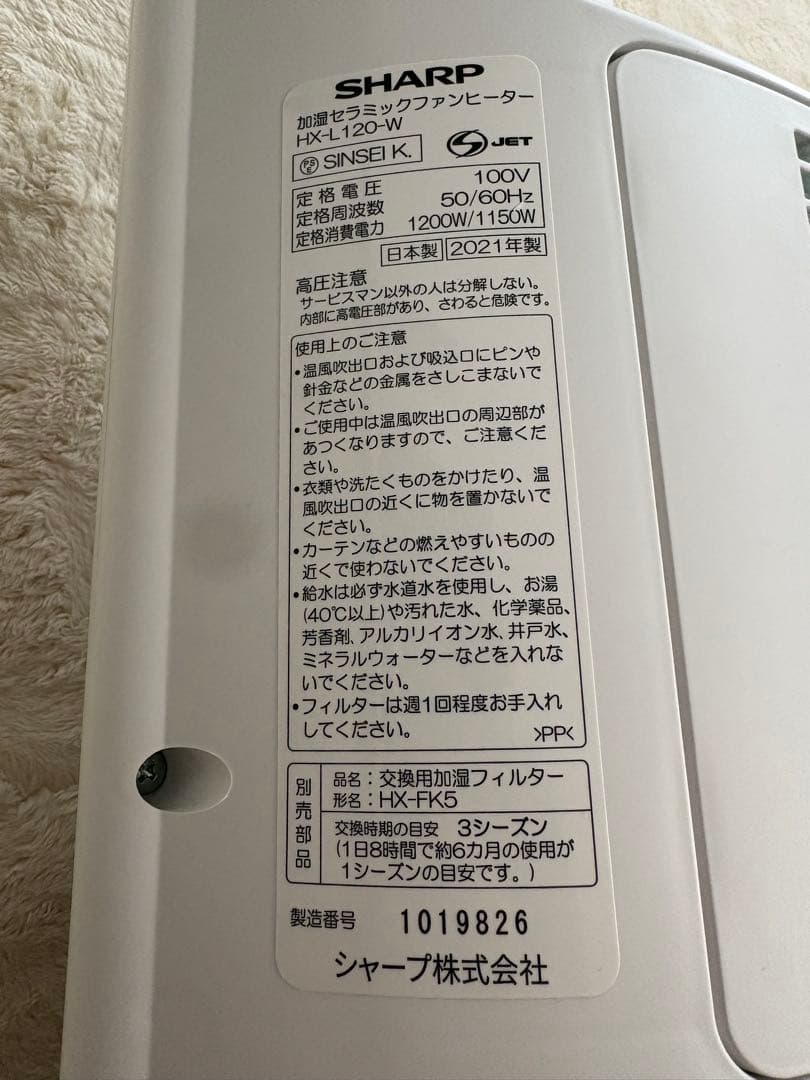 SHARP
加湿セラミックファンヒーター
HX-L120-W
PSE SINSEI K. JET
定格電圧 100V
定格周波数 50/60Hz
定格消費電力 1200W/1150W
日本製 2021年製
高圧注意
サービスマン以外の人は分解しない。
内部に高電圧部があり、さわると危険です。
使用上のご注意
•温風吹出口および吸込口にピンや
針金などの金属をさしこまないで
ください。
•ご使用中は温風吹出口の周辺部が
あつくなりますので、ご注意くだ
さい。
•衣類や洗たくものをかけたり、温
風吹出口の近くに物を置かないで
ください。
•カーテンなどの燃えやすいものの
近くで使わないでください。
•給水は必ず水道水を使用し、お湯
(40℃以上)や汚れた水、化学薬品、
芳香剤、アルカリイオン水、井戸水、
ミネラルウォーターなどを入れな
いでください。
•フィルターは週1回程度お手入れ
してください。
>PP<
別売部品
品名：交換用加湿フィルター
形名：HX-FK5
交換時期の目安 3シーズン
(1日8時間で約6カ月の使用が
1シーズンの目安です。)
製造番号 1019826
シャープ株式会社